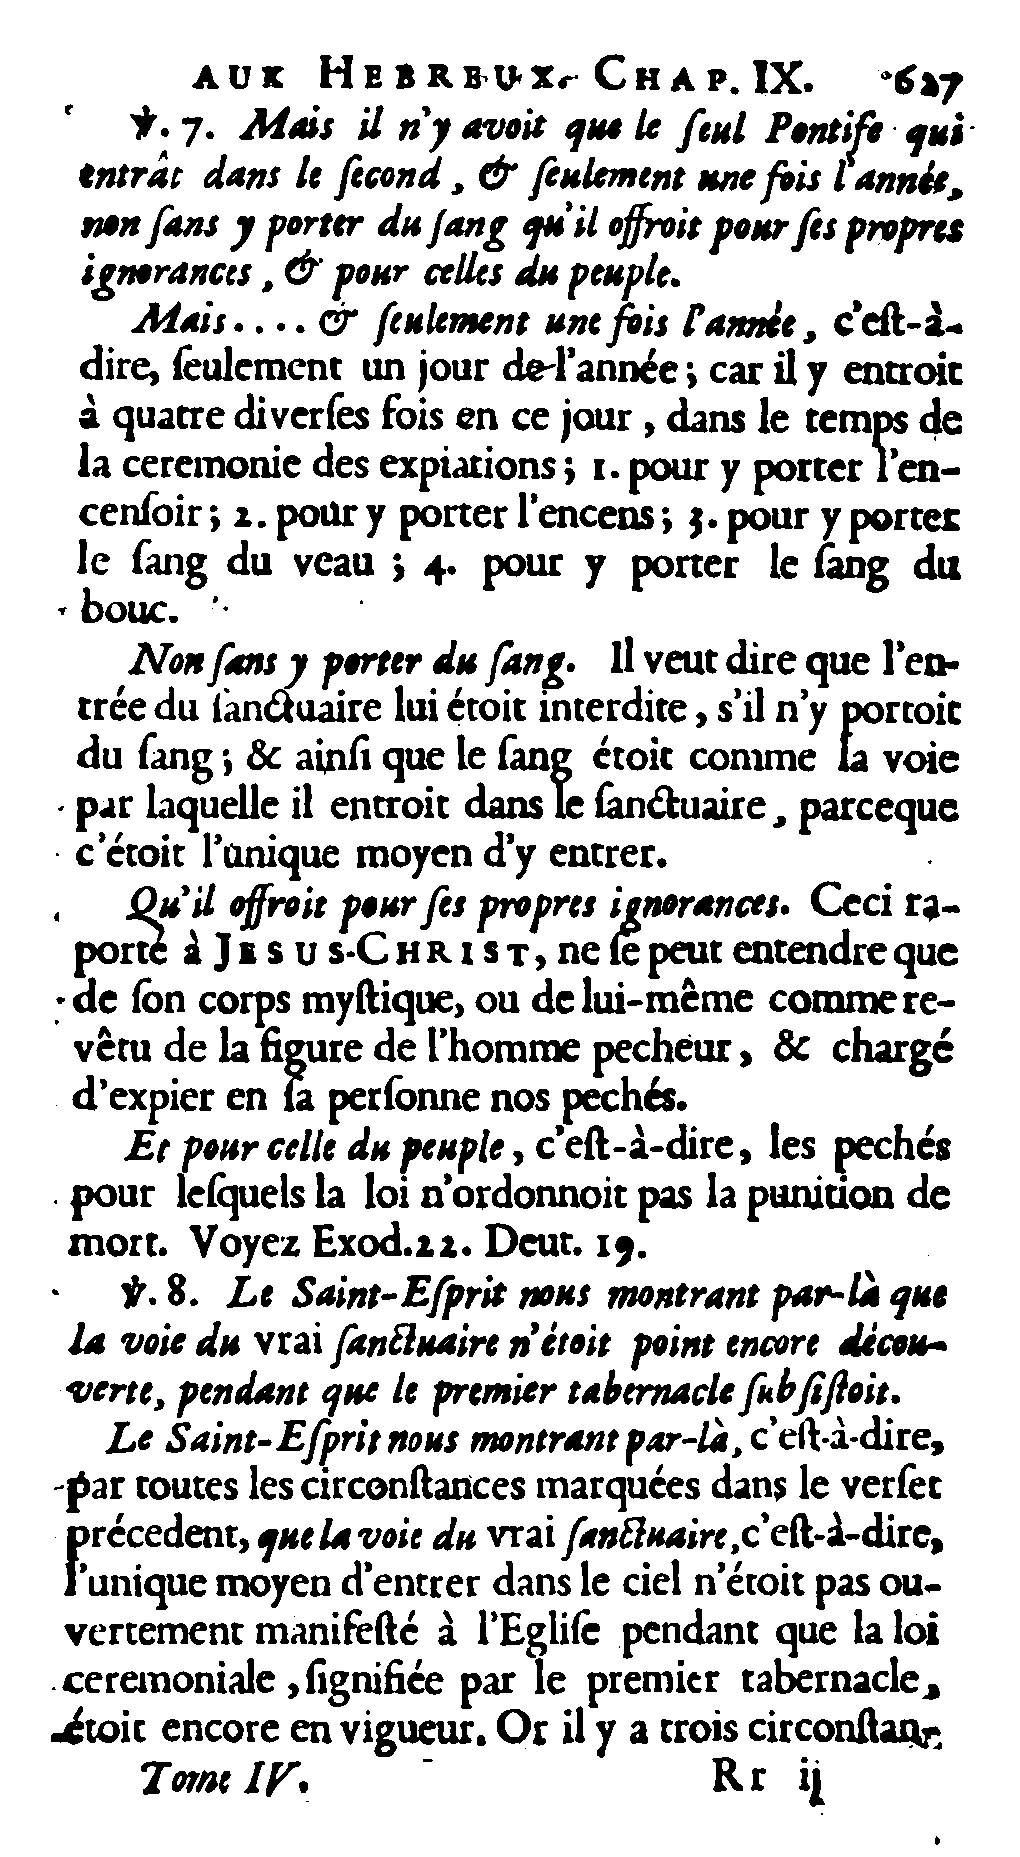 AUX HEBREUX. CHAP. IX. 627
℣. 7. Mais il n'y avoit que le ſeul Pontife qui
entrât dans le ſecond, & ſeulement une fois l'année,
non ſans y porter du ſang qu'il offroit pour ſes propres
ignorances, & pour celles du peuple.
Mais.... & ſeulement une fois l'année, c'eſt-à-
dire, ſeulement un jour de l'année; car il y entroit
à quatre diverſes fois en ce jour, dans le temps de
la ceremonie des expiations; 1. pour y porter l'en-
cenſoir; 2. pour y porter l'encens; 3. pour y porter
le ſang du veau; 4. pour y porter le ſang du
bouc.
Non ſans y porter du ſang. Il veut dire que l'en-
trée du ſanctuaire lui étoit interdite, s'il n'y portoit
du ſang; & ainſi que le ſang étoit comme la voie
par laquelle il entroit dans le ſanctuaire, parceque
c'étoit l'unique moyen d'y entrer.
Qu'il offroit pour ſes propres ignorances. Ceci ra-
porté à JESUS-CHRIST, ne ſe peut entendre que
de ſon corps myſtique, ou de lui-même comme re-
vêtu de la figure de l'homme pecheur, & chargé
d'expier en ſa perſonne nos pechés.
Et pour celle du peuple, c'eſt-à-dire, les pechés
pour leſquels la loi n'ordonnoit pas la punition de
mort. Voyez Exod. 22. Deut. 19.
℣. 8. Le Saint-Eſprit nous montrant par-là que
la voie du vrai ſanctuaire n'étoit point encore décou-
verte, pendant que le premier tabernacle ſubſiſtoit.
Le Saint-Eſprit nous montrant par-là, c'eſt-à-dire,
par toutes les circonſtances marquées dans le verſet
précedent, que la voie du vrai ſanctuaire, c'eſt-à-dire,
l'unique moyen d'entrer dans le ciel n'étoit pas ou-
vertement manifeſté à l'Egliſe pendant que la loi
ceremoniale, ſignifiée par le premier tabernacle,
étoit encore en vigueur. Or il y a trois circonſtan-
Tome IV. Rr ij